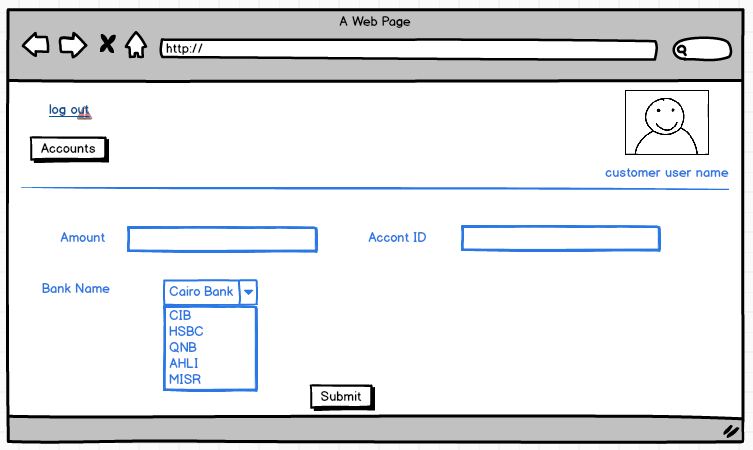 A Web Page
http://
log out
Accounts
customer user name
Amount
Accont ID
Bank Name
Cairo Bank
CIB
HSBC
QNB
AHLI
MISR
Submit